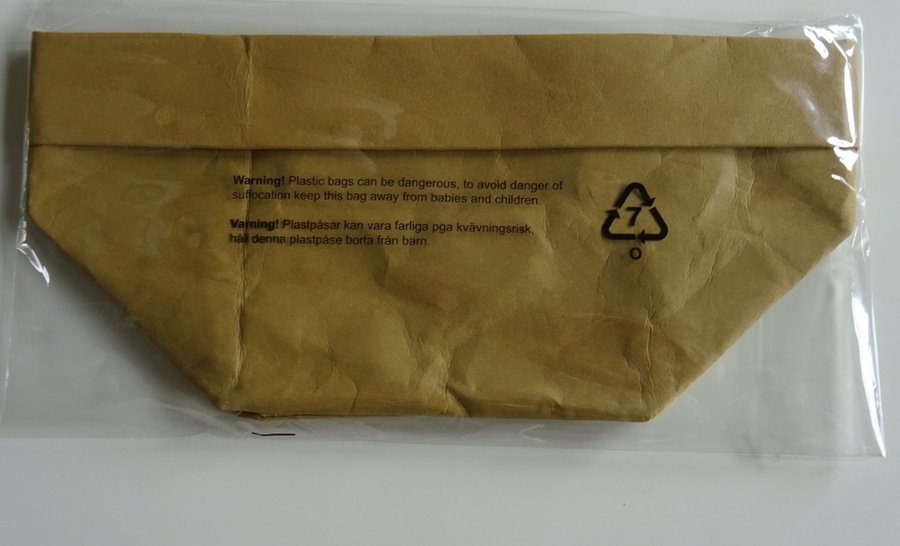 Warning! Plastic bags can be dangerous, to avoid danger of
suffocation keep this bag away from babies and children.
Varning! Plastpåsar kan vara farliga pga kvävningsrisk,
håll denna plastpåse borta från barn.
7
O